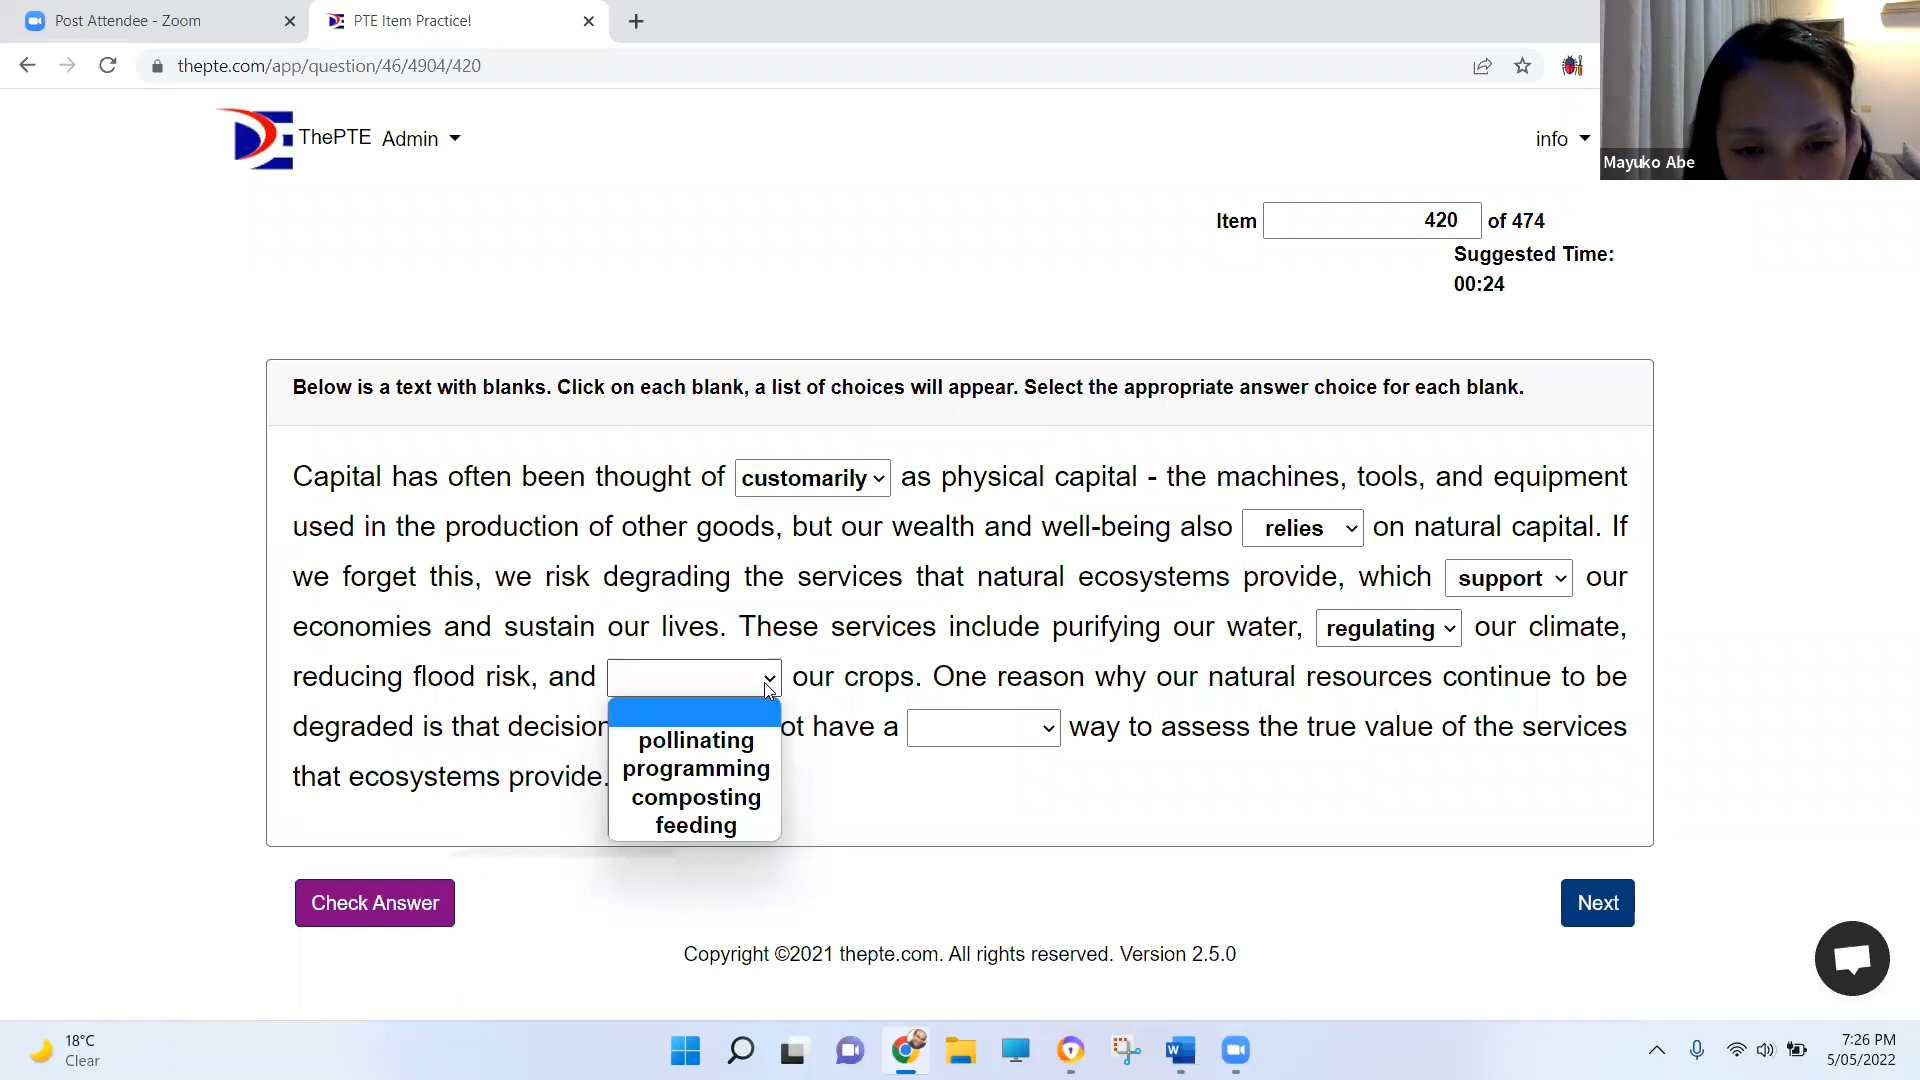 Post Attendee - Zoom
PTE Item Practice!
thepte.com/app/question/46/4904/420
ThePTE Admin
info
Mayuko Abe
Item 420 of 474
Suggested Time:
00:24
Below is a text with blanks. Click on each blank, a list of choices will appear. Select the appropriate answer choice for each blank.
Capital has often been thought of customarily as physical capital - the machines, tools, and equipment
used in the production of other goods, but our wealth and well-being also relies on natural capital. If
we forget this, we risk degrading the services that natural ecosystems provide, which support our
economies and sustain our lives. These services include purifying our water, regulating our climate,
reducing flood risk, and our crops. One reason why our natural resources continue to be
degraded is that decision ot have a way to assess the true value of the services
that ecosystems provide.
pollinating
programming
composting
feeding
Check Answer
Next
Copyright ©2021 thepte.com. All rights reserved. Version 2.5.0
18°C
Clear
7:26 PM
5/05/2022